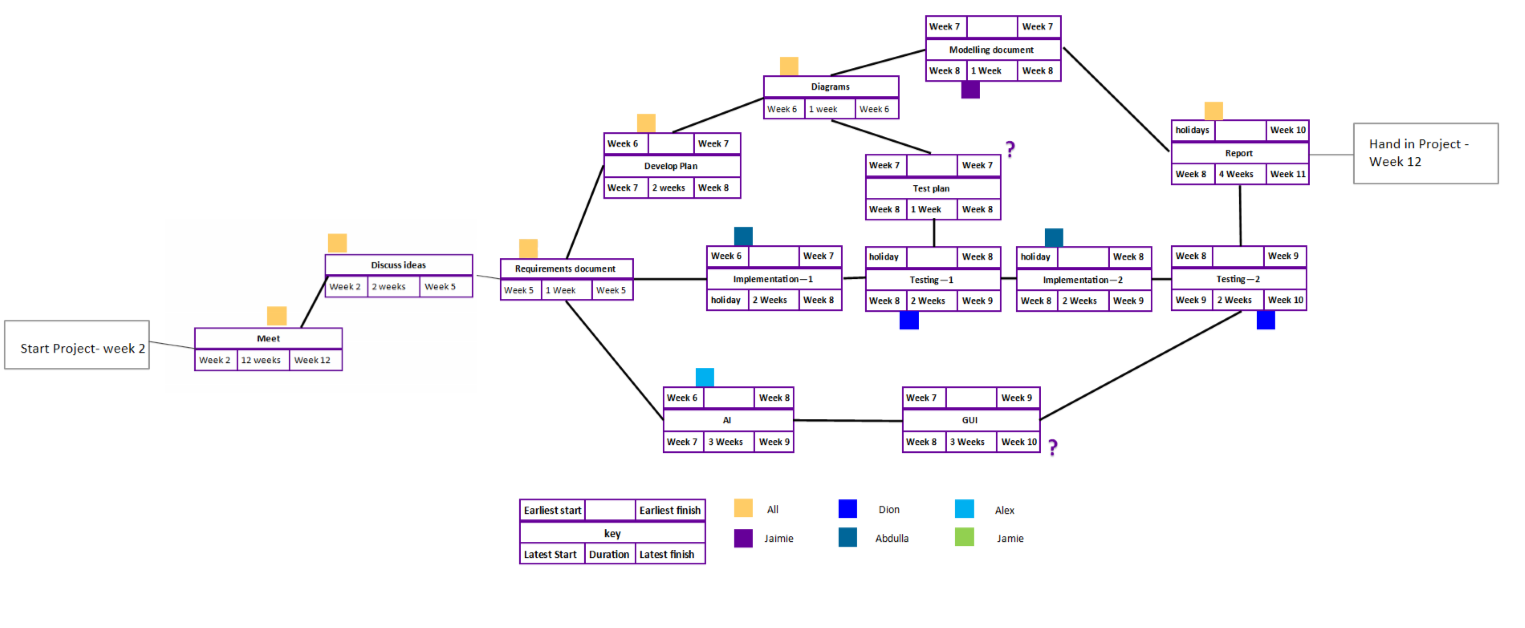 Week 7 Week 7
Modelling document
Week 8 1 Week Week 8
Diagrams
Week 6 1 week Week 6
holidays Week 10
Report
Week 8 4 Weeks Week 11
Hand in Project -
Week 12
Week 6 Week 7
Develop Plan
Week 7 2 weeks Week 8
?
Week 7 Week 7
Test plan
Week 8 1 Week Week 8
Discuss ideas
Week 2 2 weeks Week 5
Requirements document
Week 5 1 Week Week 5
Week 6 Week 7
Implementation—1
holiday 2 Weeks Week 8
holiday Week 8
Testing—1
Week 8 2 Weeks Week 9
holiday Week 8
Implementation—2
Week 8 2 Weeks Week 9
Week 8 Week 9
Testing—2
Week 9 2 Weeks Week 10
Start Project- week 2
Meet
Week 2 12 weeks Week 12
Week 6 Week 8
AI
Week 7 3 Weeks Week 9
Week 7 Week 9
GUI
Week 8 3 Weeks Week 10
?
Earliest start Earliest finish
key
Latest Start Duration Latest finish
All Dion Alex
Jaimie Abdulla Jamie